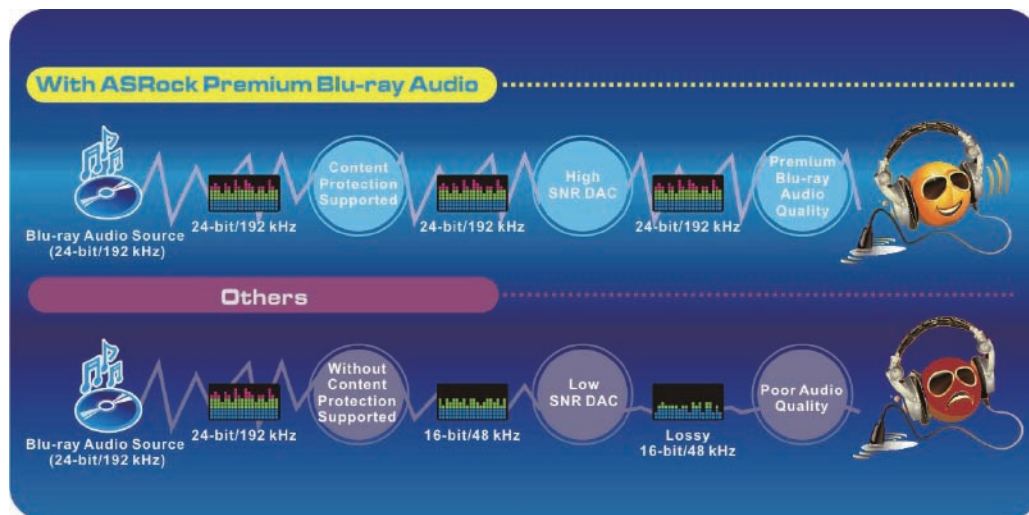 With ASRock Premium Blu-ray Audio
Blu-ray Audio Source
(24-bit/192 kHz)
24-bit/192 kHz
Content
Protection
Supported
24-bit/192 kHz
High
SNR DAC
24-bit/192 kHz
Premium
Blu-ray
Audio
Quality
Others
Blu-ray Audio Source
(24-bit/192 kHz)
24-bit/192 kHz
Without
Content
Protection
Supported
16-bit/48 kHz
Low
SNR DAC
Lossy
16-bit/48 kHz
Poor Audio
Quality